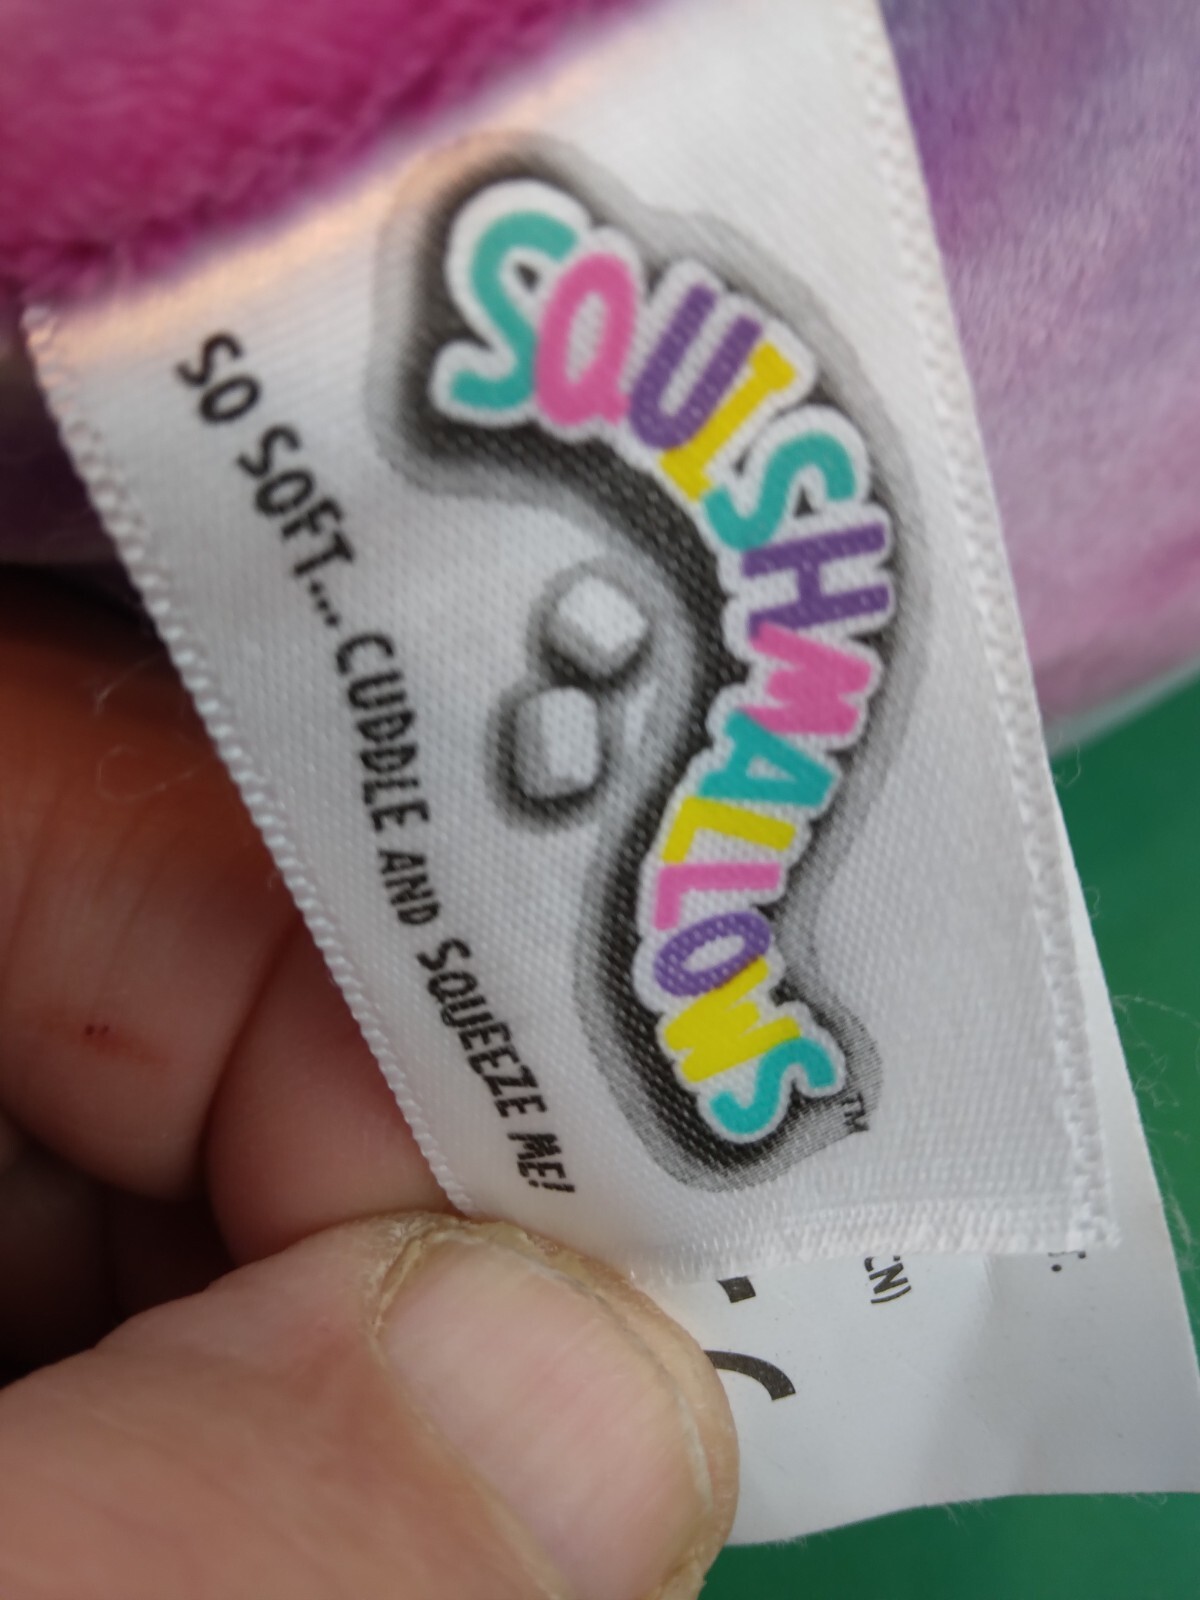 SQUISHMALLOWS™
SO SOFT... CUDDLE AND SQUEEZE ME!